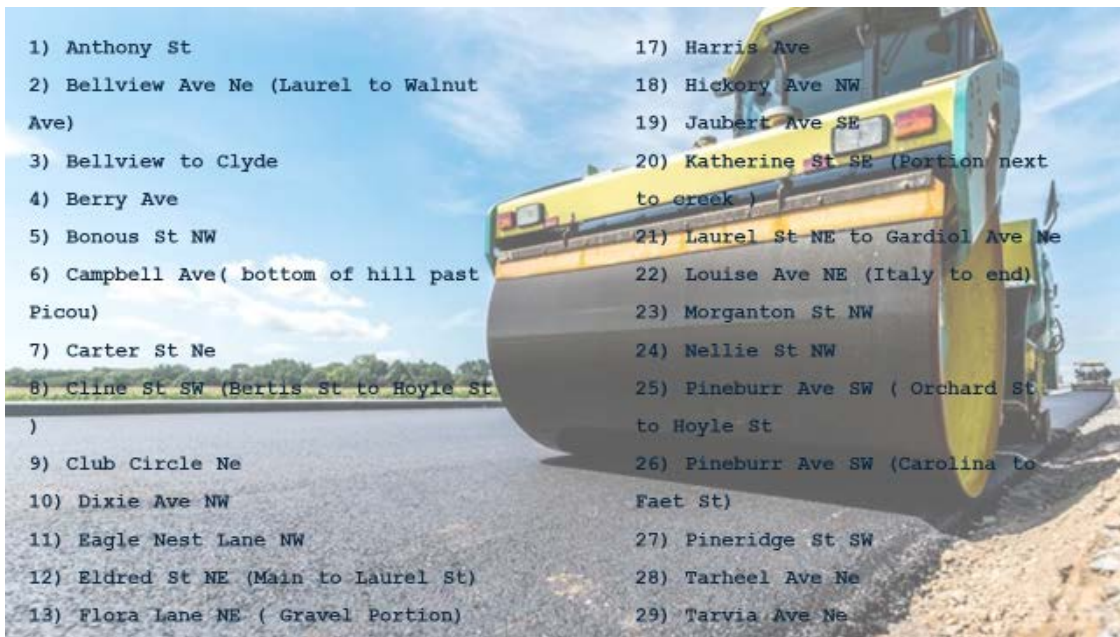 1) Anthony St
2) Bellview Ave Ne (Laurel to Walnut
Ave)
3) Bellview to Clyde
4) Berry Ave
5) Bonous St NW
6) Campbell Ave( bottom of hill past
Picou)
7) Carter St Ne
8) Cline St SW (Bertis St to Hoyle St
)
9) Club Circle Ne
10) Dixie Ave NW
11) Eagle Nest Lane NW
12) Eldred St NE (Main to Laurel St)
13) Flora Lane NE ( Gravel Portion)
17) Harris Ave
18) Hickory Ave NW
19) Jaubert Ave SE
20) Katherine St SE (Portion next
to creek )
21) Laurel St NE to Gardiol Ave Ne
22) Louise Ave NE (Italy to end)
23) Morganton St NW
24) Nellie St NW
25) Pineburr Ave SW ( Orchard St
to Hoyle St
26) Pineburr Ave SW (Carolina to
Faet St)
27) Pineridge St SW
28) Tarheel Ave Ne
29) Tarvia Ave Ne